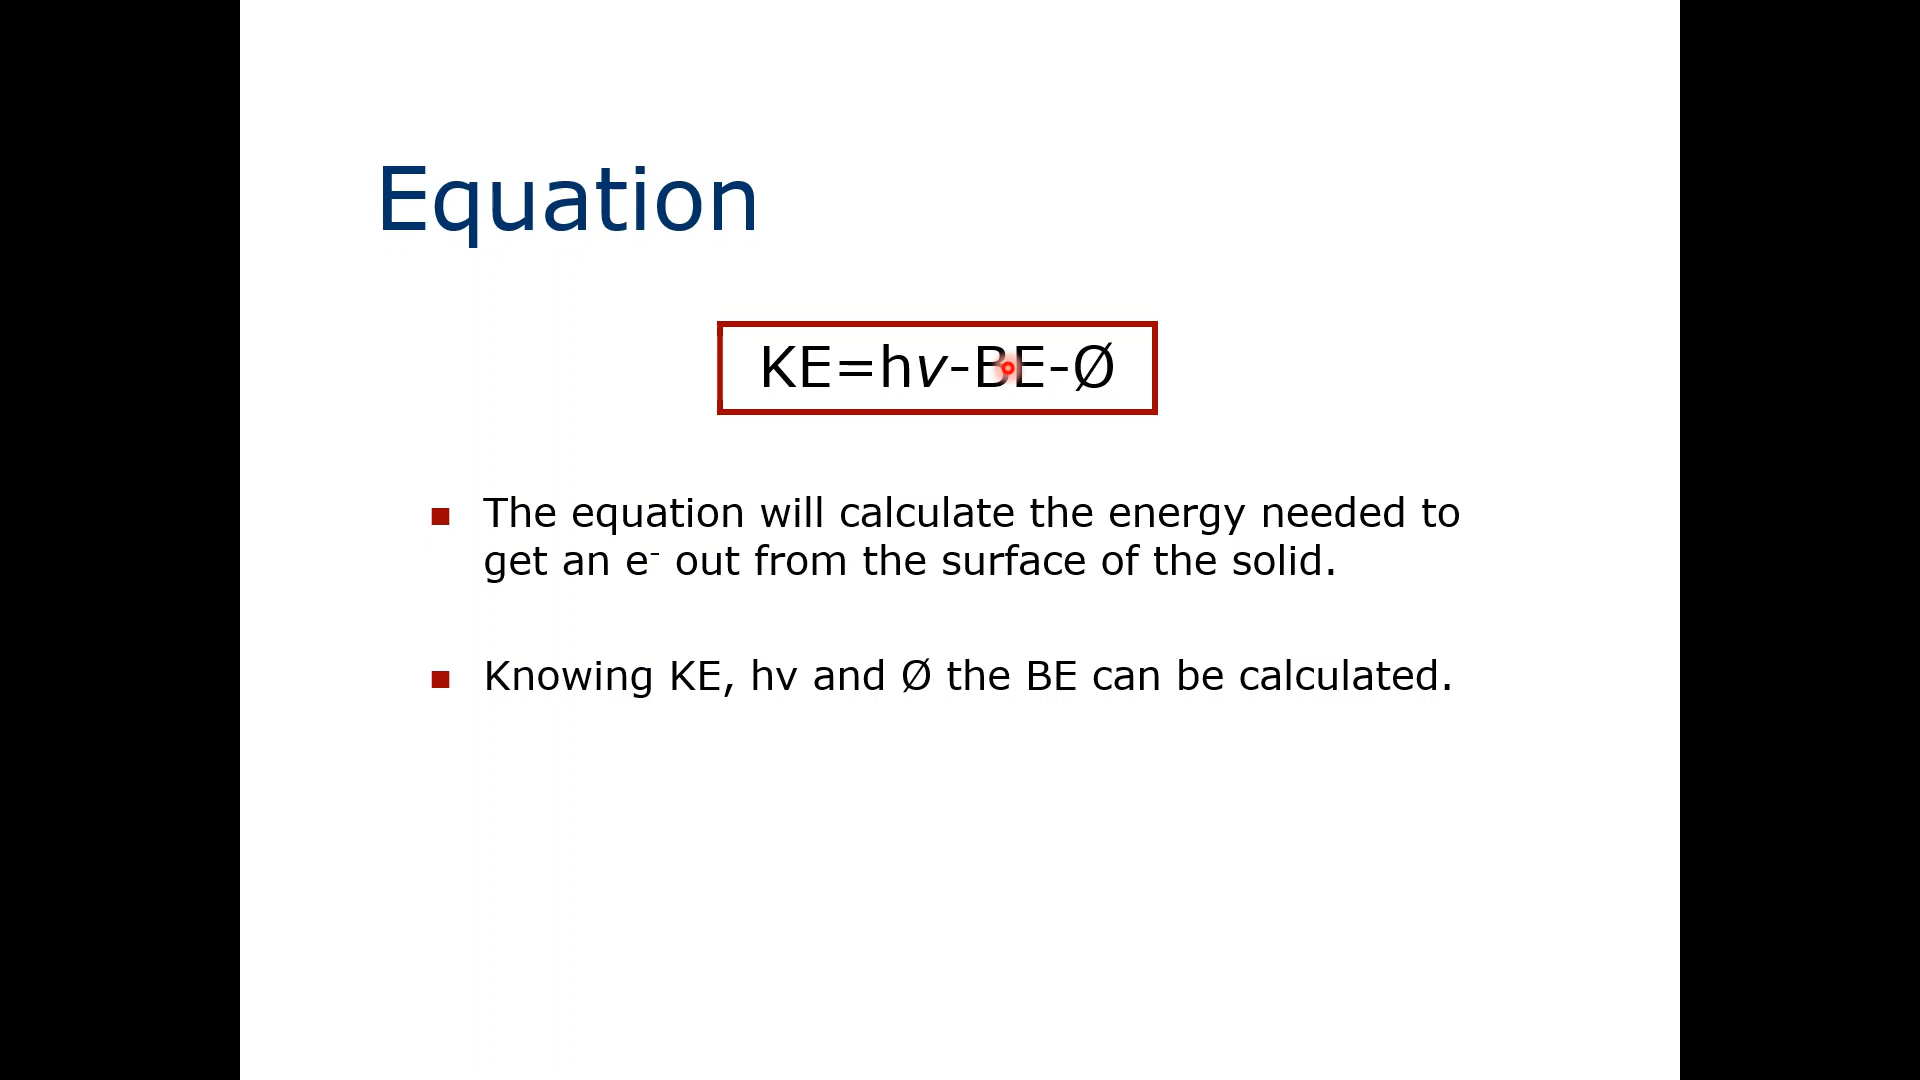 Equation
KE=hv-BE-Ø
The equation will calculate the energy needed to
get an e⁻ out from the surface of the solid.
Knowing KE, hv and Ø the BE can be calculated.